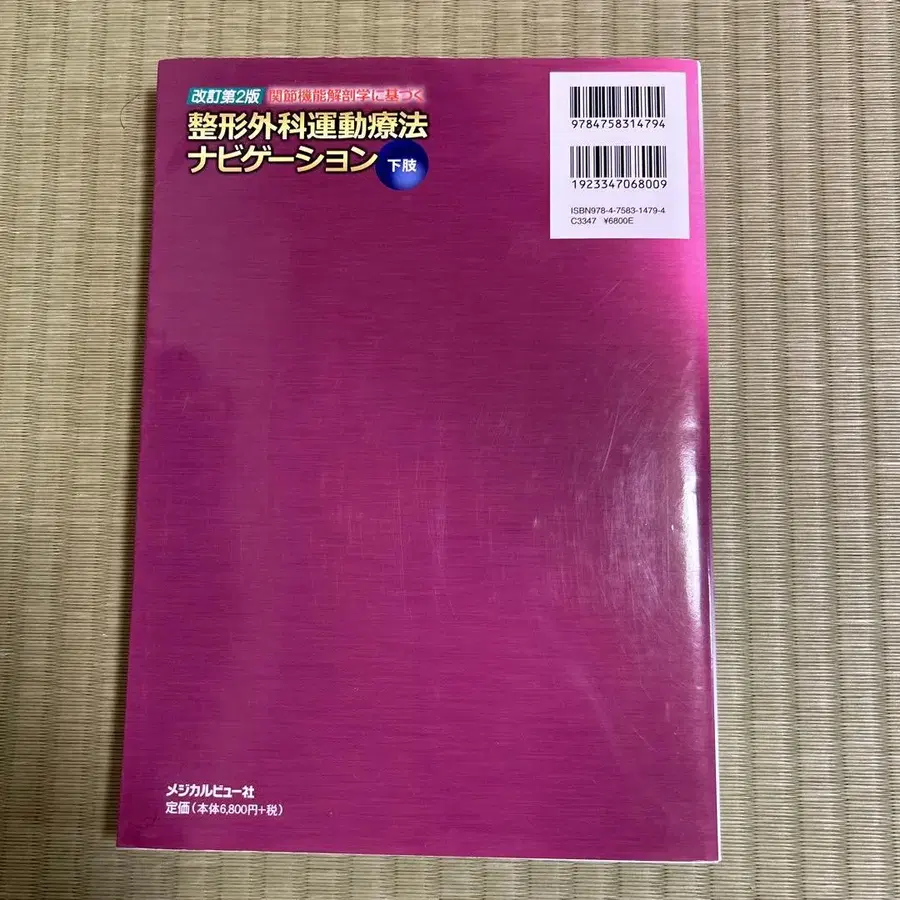 改訂第2版 関節機能解剖学に基づく
整形外科運動療法
ナビゲーション 下肢
9784758314794
1923347068009
ISBN978-4-7583-1479-4
C3347 ¥6800E
メジカルビュー社
定価(本体6,800円+税)